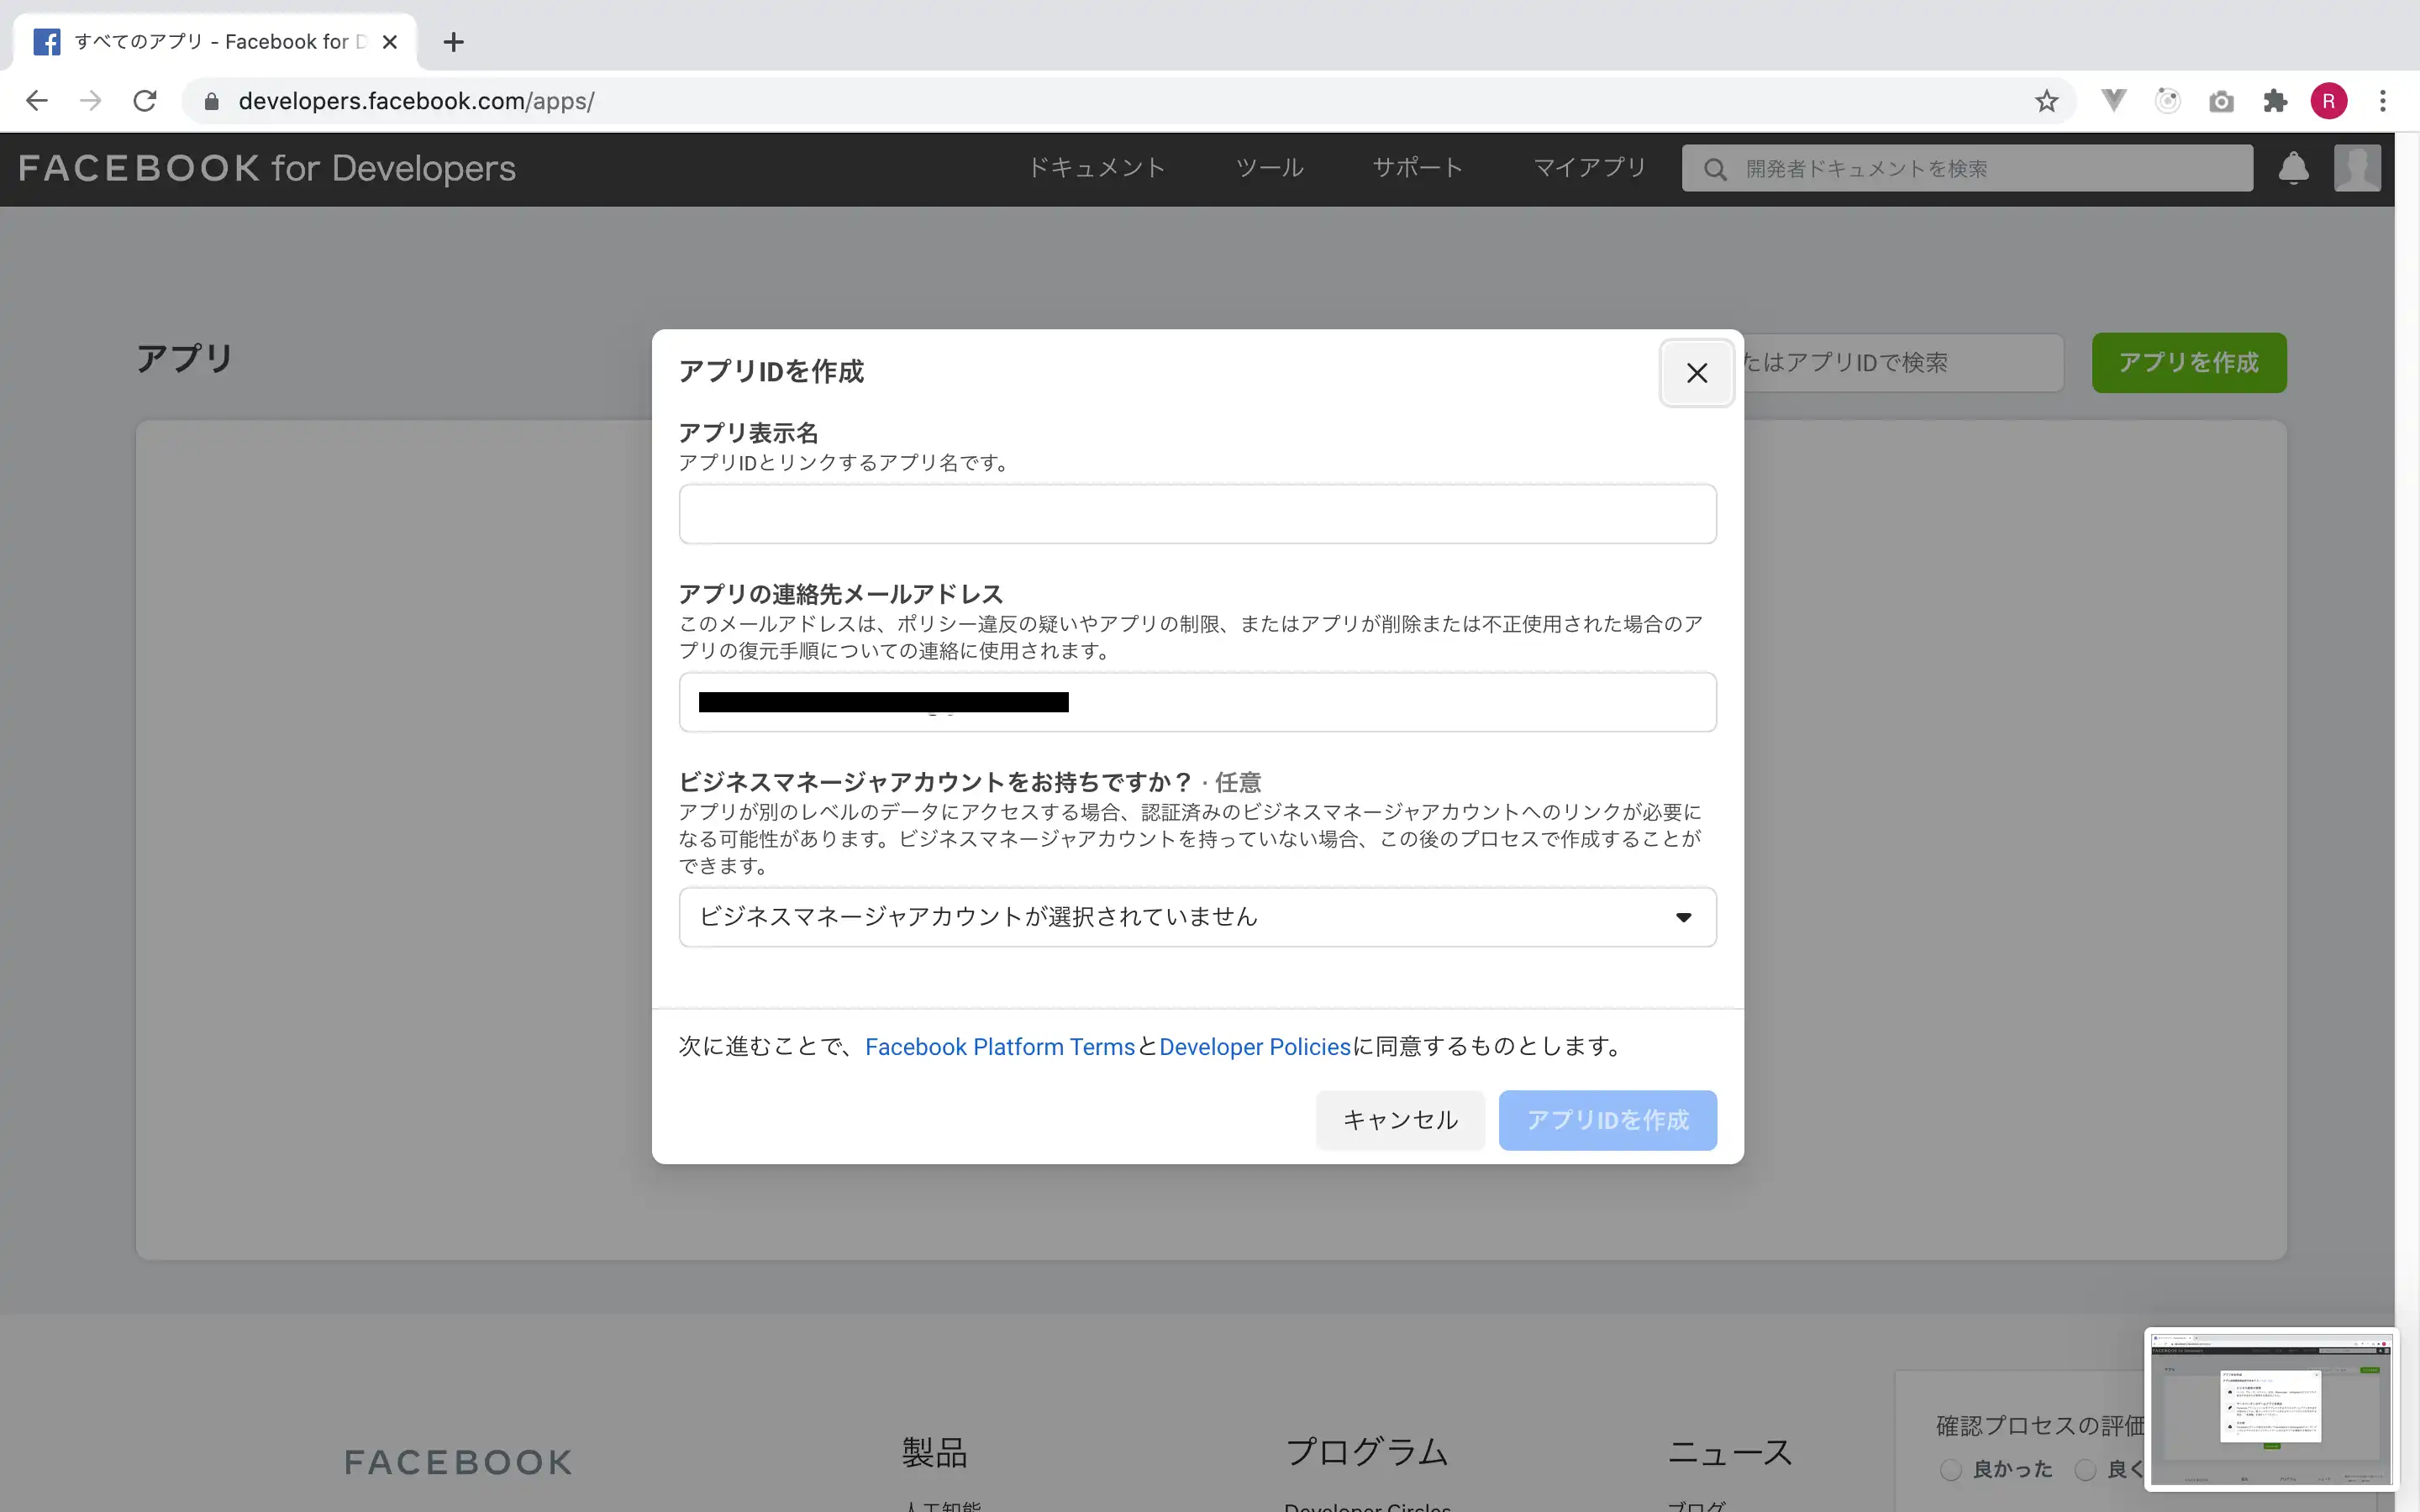 すべてのアプリ - Facebook for D
developers.facebook.com/apps/
R
FACEBOOK for Developers
ドキュメント
ツール
サポート
マイアプリ
開発者ドキュメントを検索
アプリ
たはアプリIDで検索
アプリを作成
アプリIDを作成
アプリ表示名
アプリIDとリンクするアプリ名です。
アプリの連絡先メールアドレス
このメールアドレスは、ポリシー違反の疑いやアプリの制限、またはアプリが削除または不正使用された場合のア
プリの復元手順についての連絡に使用されます。
ビジネスマネージャアカウントをお持ちですか？ · 任意
アプリが別のレベルのデータにアクセスする場合、認証済みのビジネスマネージャアカウントへのリンクが必要に
なる可能性があります。ビジネスマネージャアカウントを持っていない場合、この後のプロセスで作成することが
できます。
ビジネスマネージャアカウントが選択されていません
次に進むことで、Facebook Platform TermsとDeveloper Policiesに同意するものとします。
キャンセル
アプリIDを作成
FACEBOOK
製品
プログラム
ニュース
確認プロセスの評価
良かった
良く
人工知能
Developer Circles
ブログ